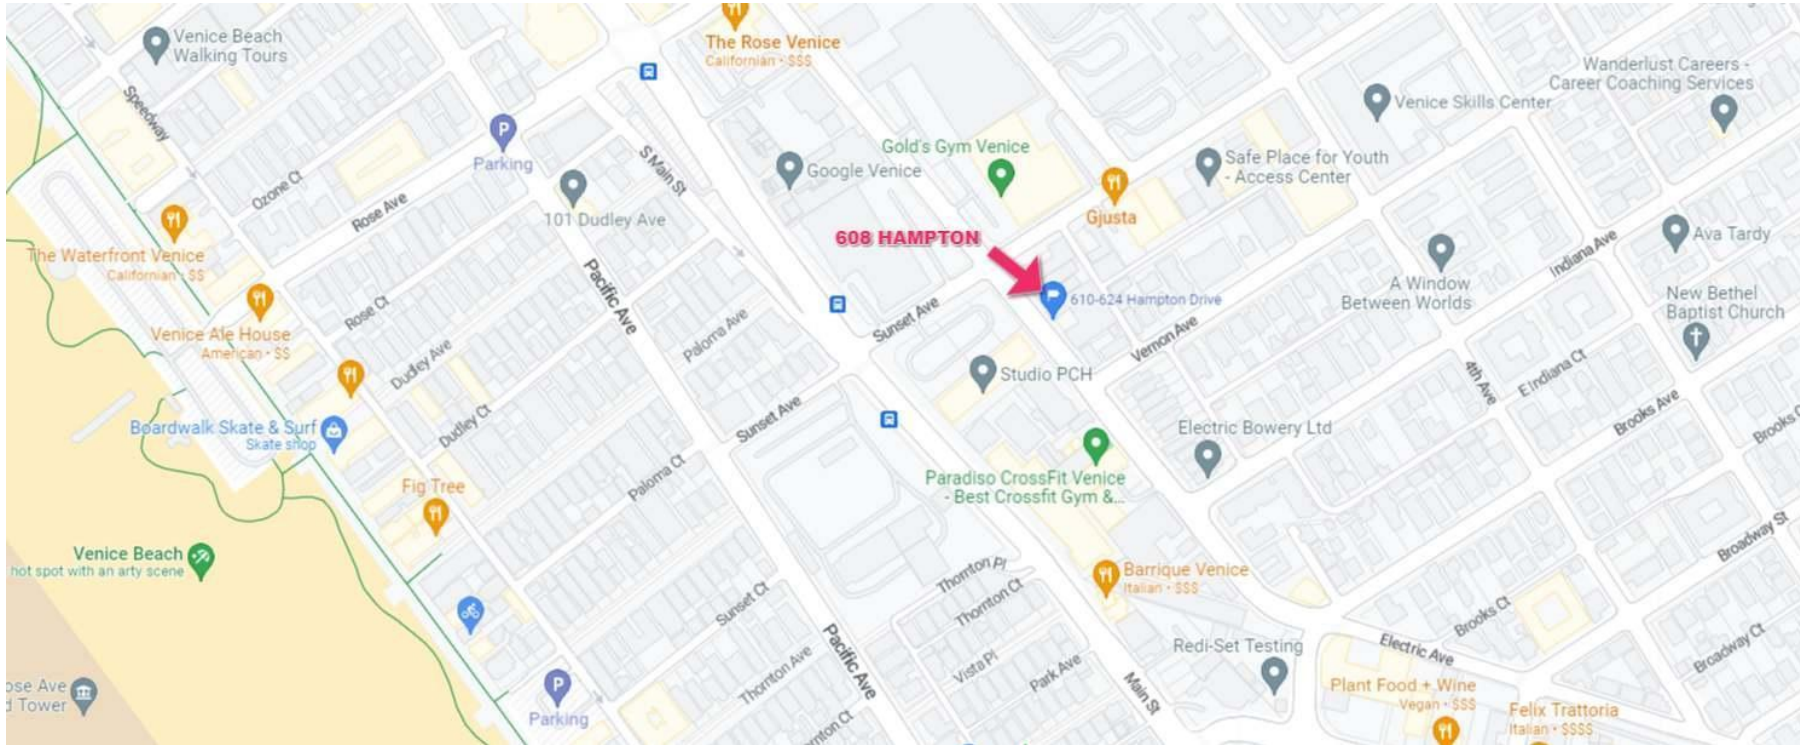 The Rose Venice
Californian • $$$
Venice Beach
Walking Tours
Wanderlust Careers -
Career Coaching Services
Speedway
Venice Skills Center
P
Parking
S Main St
Gold's Gym Venice
Google Venice
Safe Place for Youth
- Access Center
Ozone Ct
Rose Ave
101 Dudley Ave
Gjusta
608 HAMPTON
The Waterfront Venice
Californian • $$
Pacific Ave
Indiana Ave
Ava Tardy
A Window
Between Worlds
610-624 Hampton Drive
New Bethel
Baptist Church
Rose Ct
Venice Ale House
American • $$
Paloma Ave
Sunset Ave
Vernon Ave
Dudley Ave
Studio PCH
4th Ave
E Indiana Ct
Dudley Ct
Sunset Ave
Brooks Ave
Brooks C
Boardwalk Skate & Surf
Skate shop
Electric Bowery Ltd
Paloma Ct
Paradiso CrossFit Venice
- Best Crossfit Gym &...
Fig Tree
Broadway St
Venice Beach
hot spot with an arty scene
Thornton Pl
Thornton Ct
Barrique Venice
Italian • $$$
Sunset Ct
Brooks Ct
Pacific Ave
Redi-Set Testing
Electric Ave
Broadway Ct
Vista Pl
Park Ave
Thornton Ave
Main St
ose Ave
d Tower
P
Parking
Plant Food + Wine
Vegan • $$$
Felix Trattoria
Italian • $$$$
rnton Ct